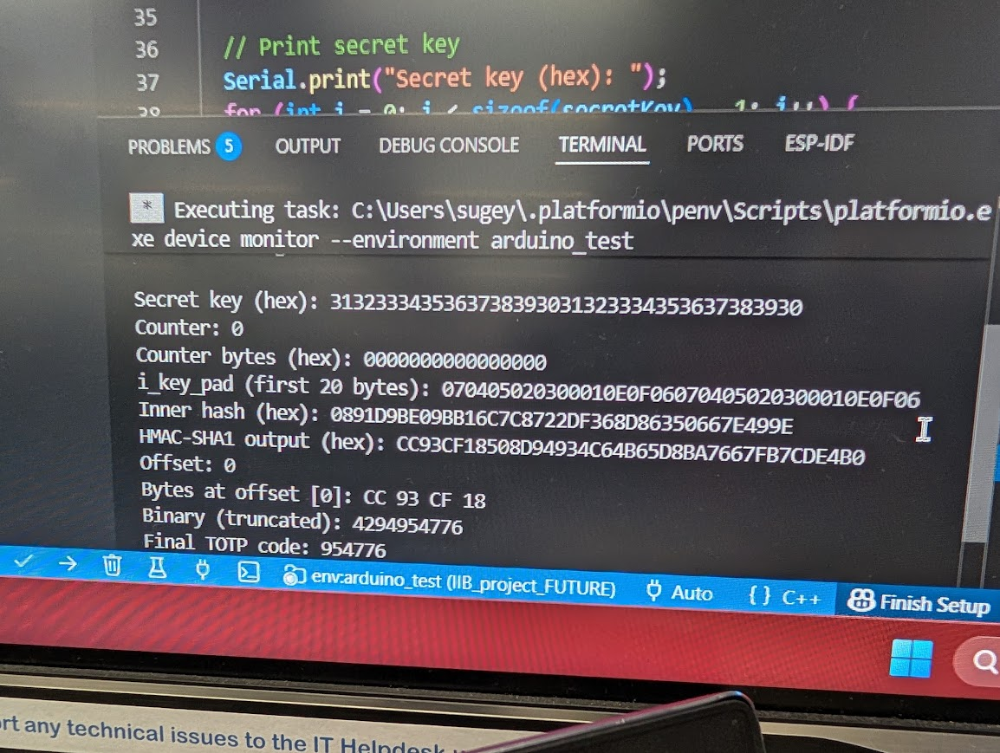 35
36 // Print secret key
37 Serial.print("Secret key (hex): ");
for (int i = 0; i < sizeof(secretKey) - 1; i++) {
PROBLEMS 5 OUTPUT DEBUG CONSOLE TERMINAL PORTS ESP-IDF
* Executing task: C:\Users\sugey\.platformio\penv\Scripts\platformio.e
xe device monitor --environment arduino_test
Secret key (hex): 3132333435363738393031323334353637383930
Counter: 0
Counter bytes (hex): 0000000000000000
i_key_pad (first 20 bytes): 070405020300010E0F06070405020300010E0F06
Inner hash (hex): 0891D9BE09BB16C7C8722DF368D86350667E499E
HMAC-SHA1 output (hex): CC93CF18508D94934C64B65D8BA7667FB7CDE4B0
Offset: 0
Bytes at offset [0]: CC 93 CF 18
Binary (truncated): 4294954776
Final TOTP code: 954776
env:arduino_test (IIB_project_FUTURE) Auto {} C++ Finish Setup
ort any technical issues to the IT Helpdesk